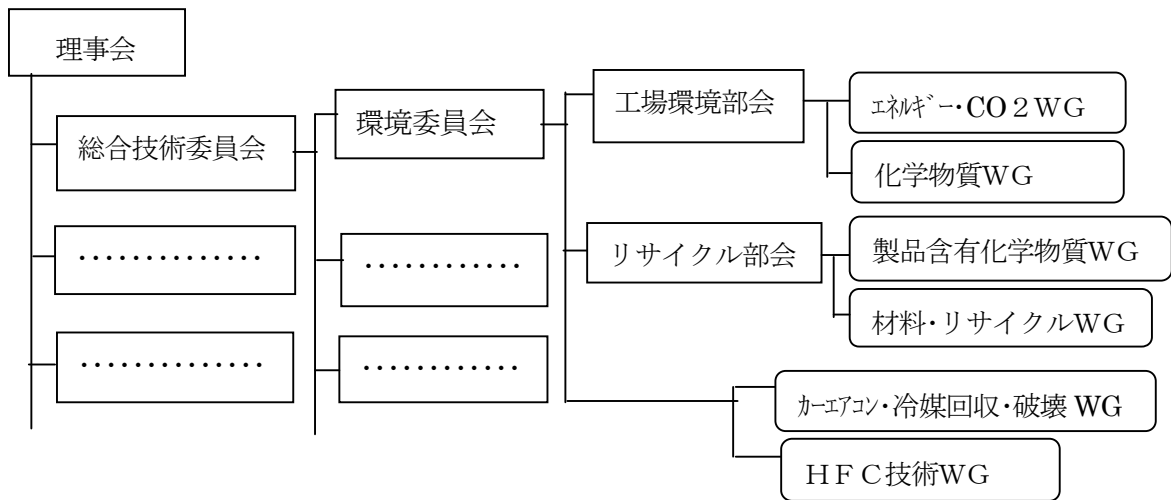 理事会
総合技術委員会
環境委員会
工場環境部会
エネルギー・CO２WG
化学物質WG
・・・・・・・・・・・・・・
・・・・・・・・・・・・
リサイクル部会
製品含有化学物質WG
材料・リサイクルWG
・・・・・・・・・・・・・・
・・・・・・・・・・・・
カーエアコン・冷媒回収・破壊 WG
ＨＦＣ技術WG